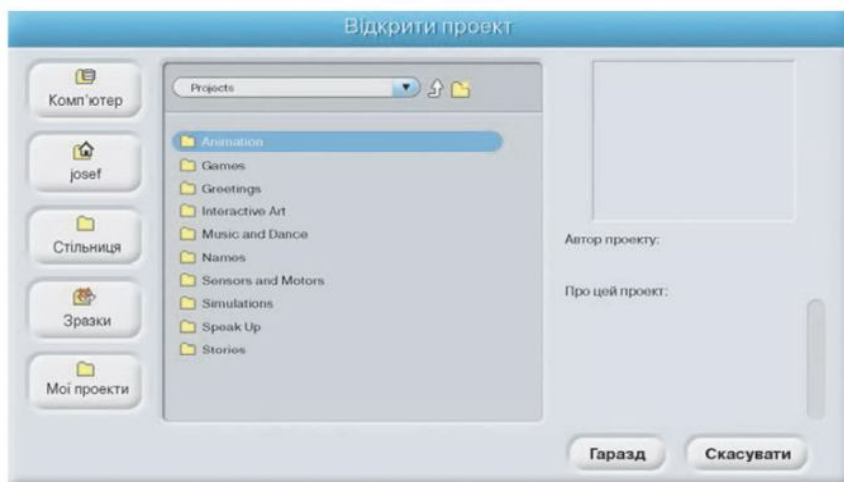 Відкрити проект
Комп'ютер
josef
Стільниця
Зразки
Мої проекти
Projects
Animation
Games
Greetings
Interactive Art
Music and Dance
Names
Sensors and Motors
Simulations
Speak Up
Stories
Автор проекту:
Про цей проект:
Гаразд
Скасувати